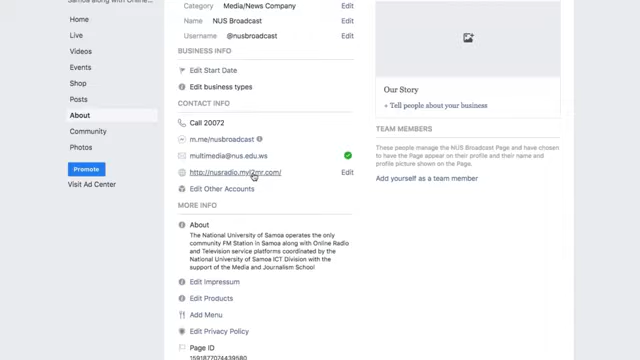 Samoa along with Online...
Home
Live
Videos
Events
Shop
Posts
About
Community
Photos
Promote
Visit Ad Center
Category Media/News Company Edit
Name NUS Broadcast Edit
Username @nusbroadcast Edit
BUSINESS INFO
Edit Start Date
Edit business types
CONTACT INFO
Call 20072
m.me/nusbroadcast
multimedia@nus.edu.ws
http://nusradio.myl2mr.com/ Edit
Edit Other Accounts
MORE INFO
About
The National University of Samoa operates the only
community FM Station in Samoa along with Online Radio
and Television service platforms coordinated by the
National University of Samoa ICT Division with the
support of the Media and Journalism School
Edit Impressum
Edit Products
Add Menu
Edit Privacy Policy
Page ID
1591877074439580
Our Story
+ Tell people about your business
TEAM MEMBERS
These people manage the NUS Broadcast Page and have chosen
to have the Page appear on their profile and their name and
profile picture shown on the Page.
Add yourself as a team member